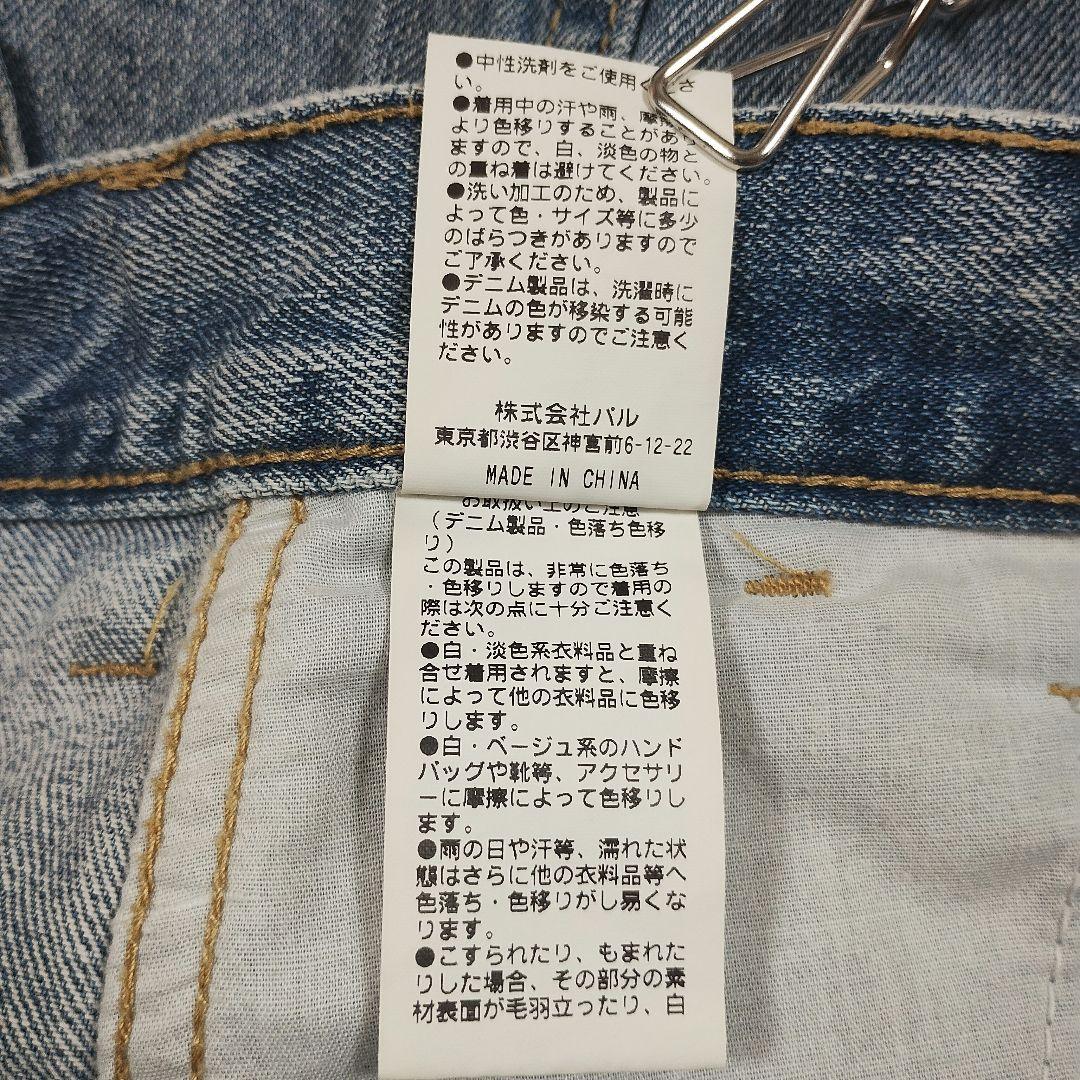 ●中性洗剤をご使用くださ
い。
●着用中の汗や雨、摩擦
より色移りすることがあ
ますので、白、淡色の物と
の重ね着は避けてください。
●洗い加工のため、製品に
よって色・サイズ等に多少
のばらつきがありますので
ご了承ください。
●デニム製品は、洗濯時に
デニムの色が移染する可能
性がありますのでご注意く
ださい。
株式会社パル
東京都渋谷区神宮前6-12-22
MADE IN CHINA
お取扱い上のご注意
（デニム製品・色落ち色移
り）
この製品は、非常に色落ち
・色移りしますので着用の
際は次の点に十分ご注意く
ださい。
●白・淡色系衣料品と重ね
合せ着用されますと、摩擦
によって他の衣料品に色移
りします。
●白・ベージュ系のハンド
バッグや靴等、アクセサリ
ーに摩擦によって色移りし
ます。
●雨の日や汗等、濡れた状
態はさらに他の衣料品等へ
色落ち・色移りがし易くな
ります。
●こすられたり、もまれた
りした場合、その部分の素
材表面が毛羽立ったり、白